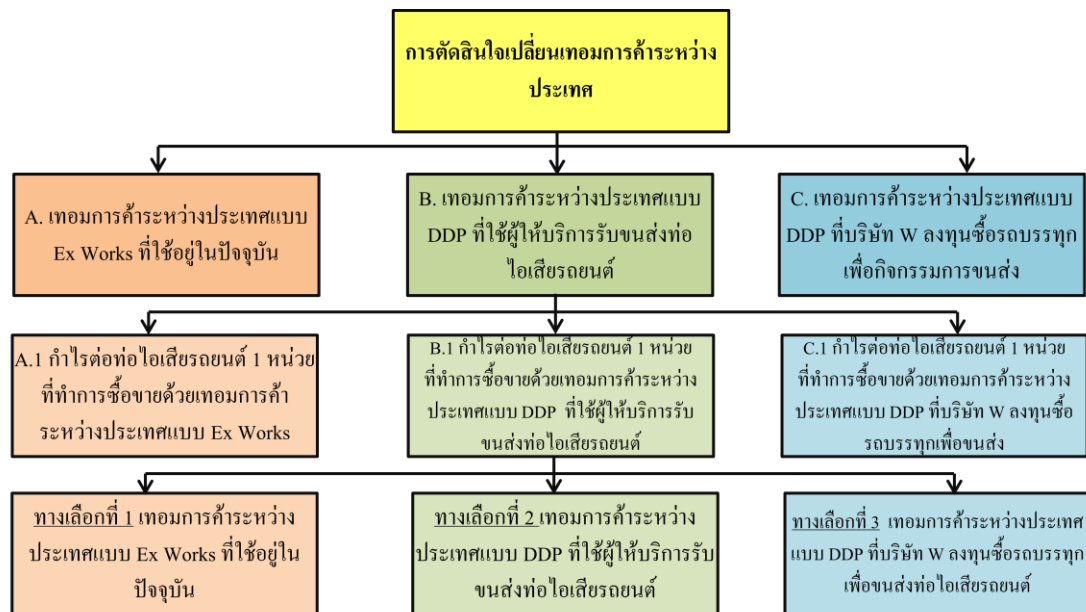 การตัดสินใจเปลี่ยนเทอมการค้าระหว่าง
ประเทศ
A. เทอมการค้าระหว่างประเทศแบบ
Ex Works ที่ใช้อยู่ในปัจจุบัน
B. เทอมการค้าระหว่างประเทศแบบ
DDP ที่ใช้ผู้ให้บริการรับขนส่งท่อ
ไอเสียรถยนต์
C. เทอมการค้าระหว่างประเทศแบบ
DDP ที่บริษัท W ลงทุนซื้อรถบรรทุก
เพื่อกิจกรรมการขนส่ง
A.1 กำไรต่อท่อไอเสียรถยนต์ 1 หน่วย
ที่ทำการซื้อขายด้วยเทอมการค้า
ระหว่างประเทศแบบ Ex Works
B.1 กำไรต่อท่อไอเสียรถยนต์ 1 หน่วย
ที่ทำการซื้อขายด้วยเทอมการค้าระหว่าง
ประเทศแบบ DDP ที่ใช้ผู้ให้บริการรับ
ขนส่งท่อไอเสียรถยนต์
C.1 กำไรต่อท่อไอเสียรถยนต์ 1 หน่วย
ที่ทำการซื้อขายด้วยเทอมการค้าระหว่าง
ประเทศแบบ DDP ที่บริษัท W ลงทุนซื้อ
รถบรรทุกเพื่อขนส่ง
ทางเลือกที่ 1 เทอมการค้าระหว่าง
ประเทศแบบ Ex Works ที่ใช้อยู่ใน
ปัจจุบัน
ทางเลือกที่ 2 เทอมการค้าระหว่าง
ประเทศแบบ DDP ที่ใช้ผู้ให้บริการรับ
ขนส่งท่อไอเสียรถยนต์
ทางเลือกที่ 3 เทอมการค้าระหว่างประเทศ
แบบ DDP ที่บริษัท W ลงทุนซื้อรถบรรทุก
เพื่อขนส่งท่อไอเสียรถยนต์